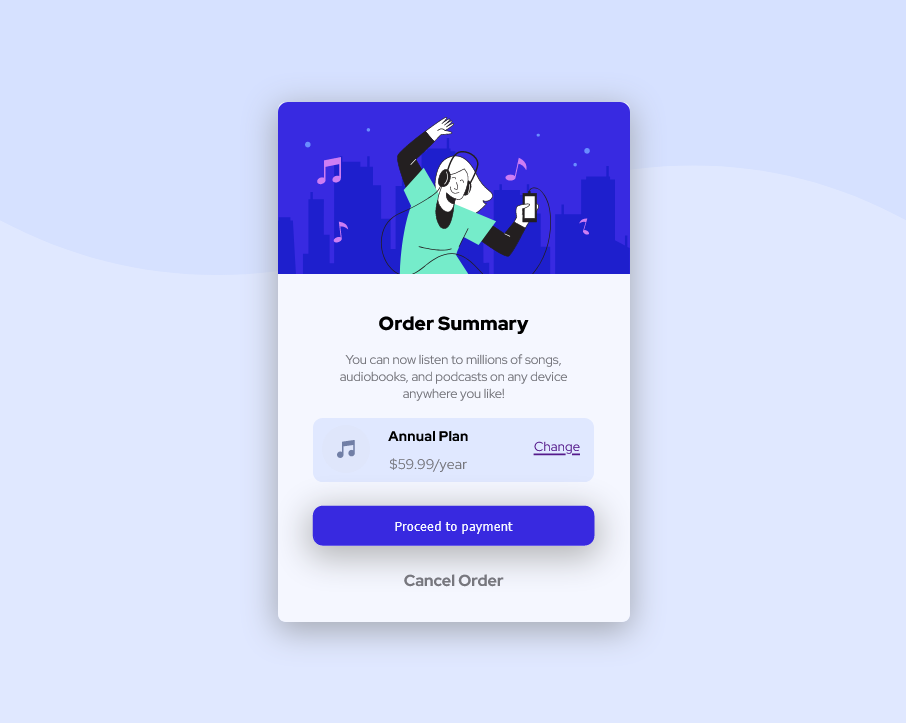 Order Summary
You can now listen to millions of songs,
audiobooks, and podcasts on any device
anywhere you like!
Annual Plan
Change
$59.99/year
Proceed to payment
Cancel Order